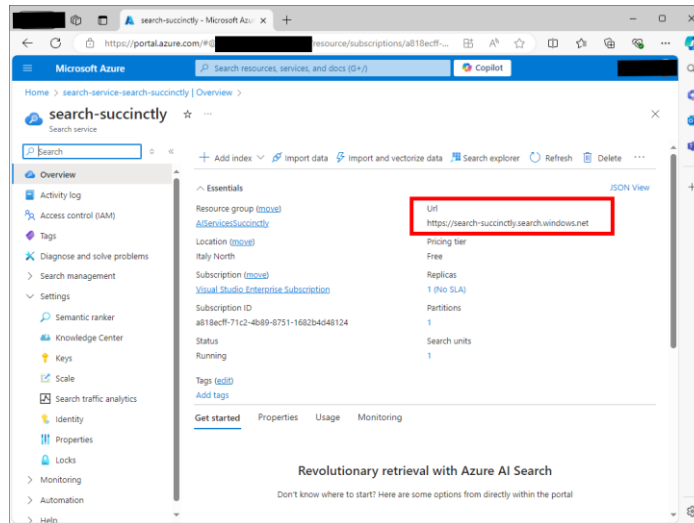 search-succinctly - Microsoft Azu
https://portal.azure.com/#@ resource/subscriptions/a818ecff-...
Microsoft Azure
Search resources, services, and docs (G+/)
Copilot
Home > search-service-search-succinctly | Overview >
search-succinctly
Search service
Search
Add index
Import data
Import and vectorize data
Search explorer
Refresh
Delete
Overview
Activity log
Access control (IAM)
Tags
Diagnose and solve problems
Search management
Settings
Semantic ranker
Knowledge Center
Keys
Scale
Search traffic analytics
Identity
Properties
Locks
Monitoring
Automation
Help
Essentials
JSON View
Resource group (move)
AIServicesSuccinctly
Location (move)
Italy North
Subscription (move)
Visual Studio Enterprise Subscription
Subscription ID
a818ecff-71c2-4b89-8751-1682b4d48124
Status
Running
Url
https://search-succinctly.search.windows.net
Pricing tier
Free
Replicas
1 (No SLA)
Partitions
1
Search units
1
Tags (edit)
Add tags
Get started
Properties
Usage
Monitoring
Revolutionary retrieval with Azure AI Search
Don't know where to start? Here are some options from directly within the portal